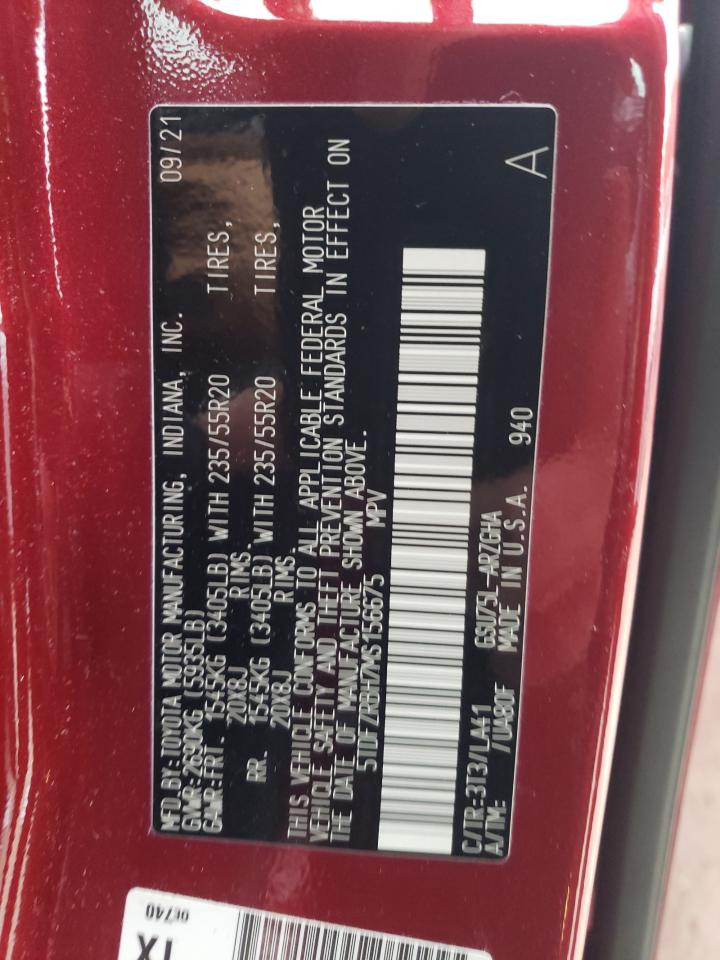 MFD.BY:TOYOTA MOTOR MANUFACTURING, INDIANA, INC. 09/21
GVWR:2690KG (5935LB)
GAWR:FRT. 1545KG (3405LB) WITH 235/55R20 TIRES,
20X8J RIMS.
RR. 1545KG (3405LB) WITH 235/55R20 TIRES,
20X8J RIMS.
THIS VEHICLE CONFORMS TO ALL APPLICABLE FEDERAL MOTOR
VEHICLE SAFETY AND THEFT PREVENTION STANDARDS IN EFFECT ON
THE DATE OF MANUFACTURE SHOWN ABOVE.
5TDFZRBH7MS156675 MPV
C/TR:3T3/LA41 GSU75L-ARZGHA
A/TM: /UA80F MADE IN U.S.A. 940 A
0E740
TX